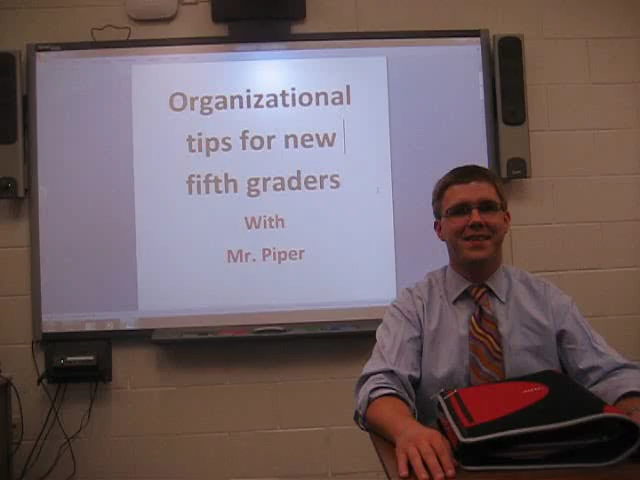 Organizational
tips for new
fifth graders
With
Mr. Piper